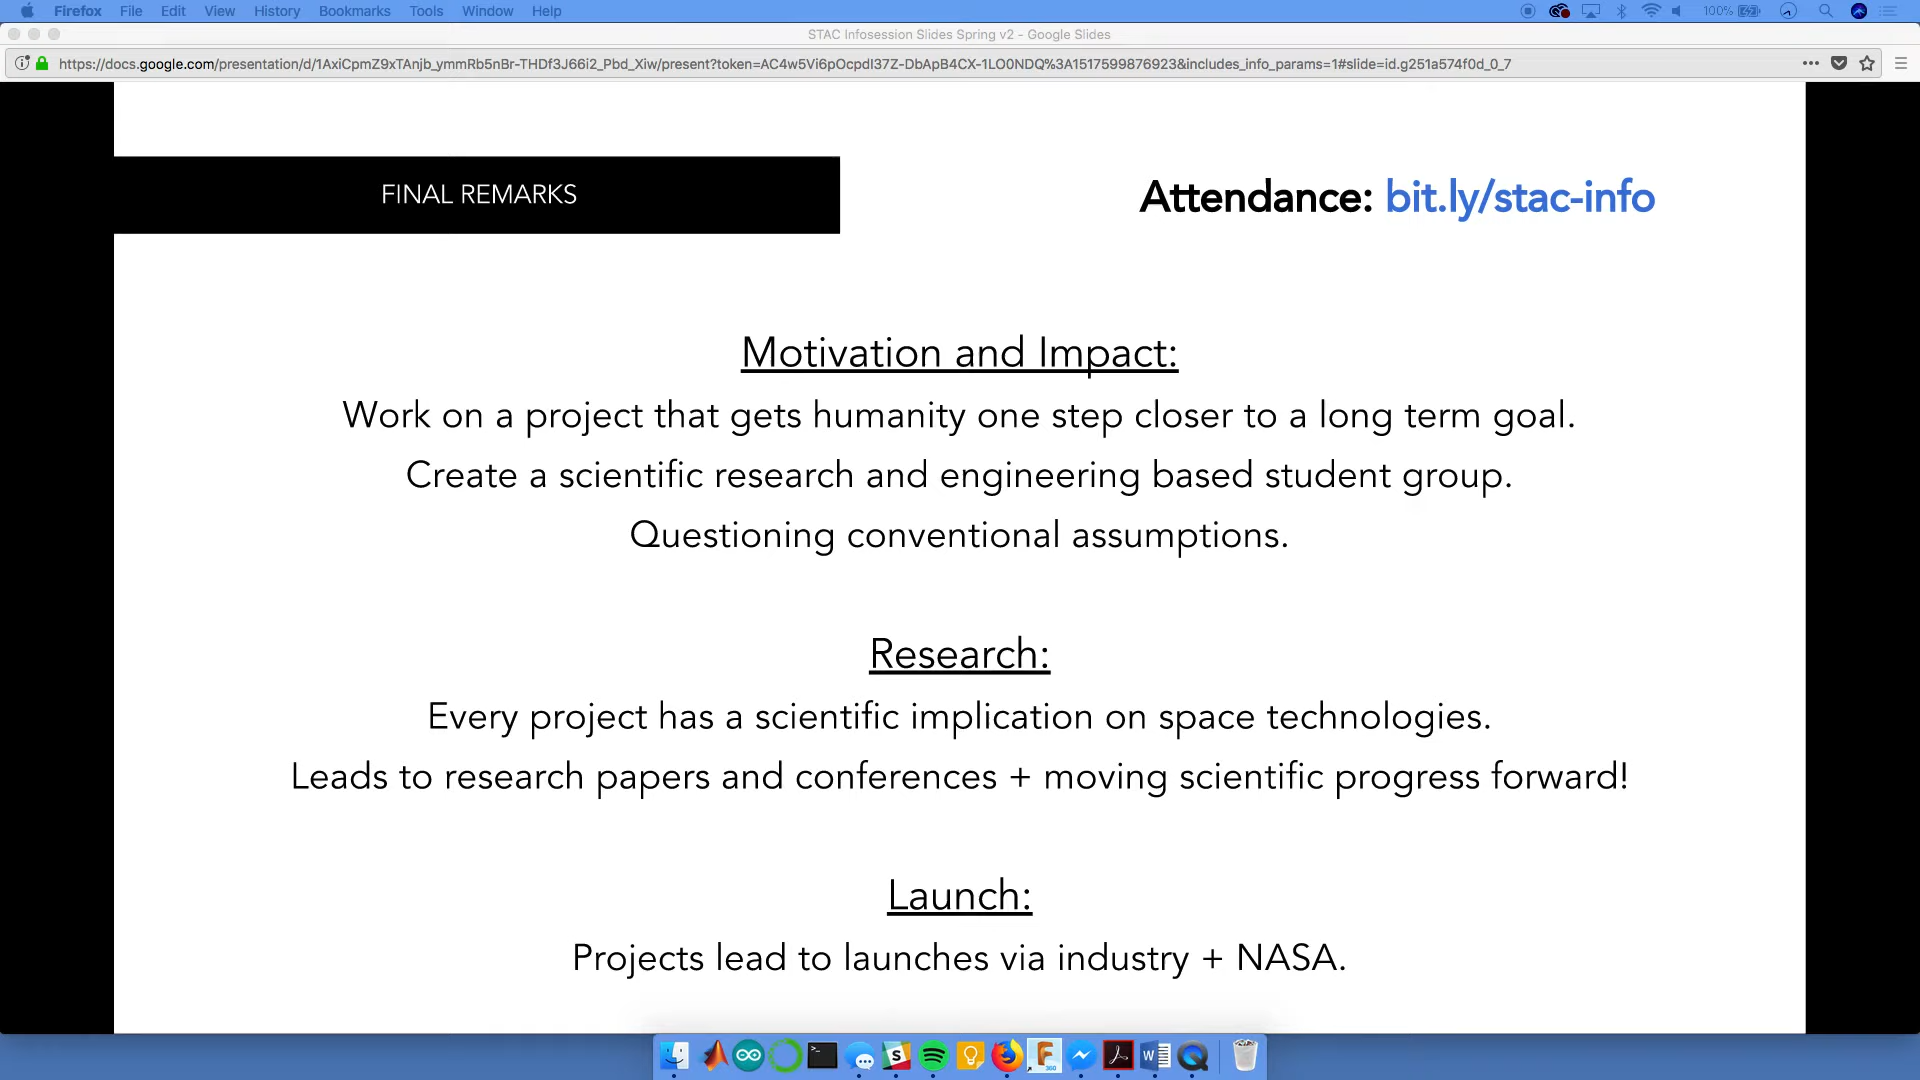 Firefox File Edit View History Bookmarks Tools Window Help 100%
STAC Infosession Slides Spring v2 - Google Slides
https://docs.google.com/presentation/d/1AxiCpmZ9xTAnjb_ymmRb5nBr-THDf3J66i2_Pbd_Xiw/present?token=AC4w5Vi6pOcpdI37Z-DbApB4CX-1LO0NDQ%3A1517599876923&includes_info_params=1#slide=id.g251a574f0d_0_7
FINAL REMARKS
Attendance: bit.ly/stac-info
Motivation and Impact:
Work on a project that gets humanity one step closer to a long term goal.
Create a scientific research and engineering based student group.
Questioning conventional assumptions.
Research:
Every project has a scientific implication on space technologies.
Leads to research papers and conferences + moving scientific progress forward!
Launch:
Projects lead to launches via industry + NASA.